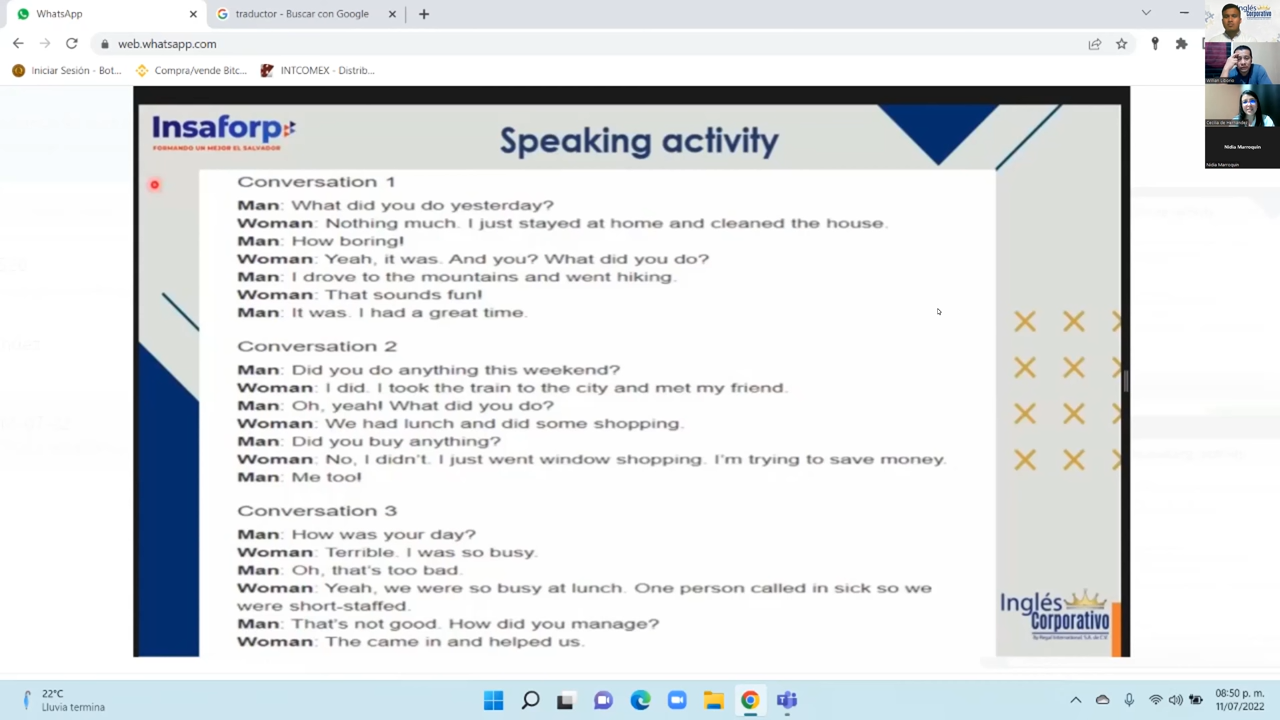 WhatsApp
traductor - Buscar con Google
web.whatsapp.com
Iniciar Sesión - Bot...
Compra/vende Bitc...
INTCOMEX - Distrib...
Inglés
Corporativo
Cecilia de Hernandez
Nidia Marroquin
Nidia Marroquin
Insaforp
FORMANDO UN MEJOR EL SALVADOR
Speaking activity
Conversation 1
Man: What did you do yesterday?
Woman: Nothing much. I just stayed at home and cleaned the house.
Man: How boring!
Woman: Yeah, it was. And you? What did you do?
Man: I drove to the mountains and went hiking.
Woman: That sounds fun!
Man: It was. I had a great time.
Conversation 2
Man: Did you do anything this weekend?
Woman: I did. I took the train to the city and met my friend.
Man: Oh, yeah! What did you do?
Woman: We had lunch and did some shopping.
Man: Did you buy anything?
Woman: No, I didn't. I just went window shopping. I'm trying to save money.
Man: Me too!
Conversation 3
Man: How was your day?
Woman: Terrible. I was so busy.
Man: Oh, that's too bad.
Woman: Yeah, we were so busy at lunch. One person called in sick so we
were short-staffed.
Man: That's not good. How did you manage?
Woman: The came in and helped us.
Inglés
Corporativo
22°C
Lluvia termina
08:50 p. m.
11/07/2022